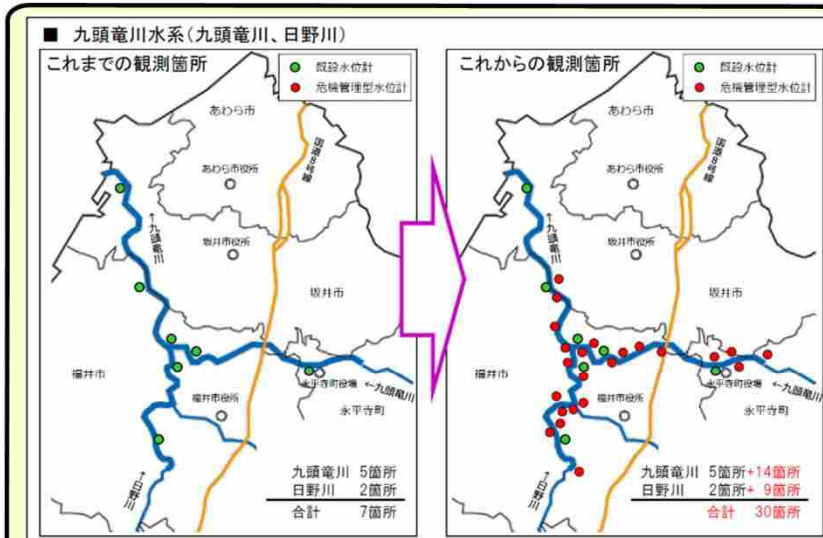 ■ 九頭竜川水系(九頭竜川、日野川)
これまでの観測箇所
既設水位計
危機管理型水位計
あわら市
あわら市役所
国道8号線
←九頭竜川
坂井市役所
坂井市
福井市
永平寺町役場
福井市役所
←九頭竜川
永平寺町
←日野川
九頭竜川 5箇所
日野川 2箇所
合計 7箇所
これからの観測箇所
既設水位計
危機管理型水位計
あわら市
あわら市役所
国道8号線
←九頭竜川
坂井市役所
坂井市
福井市
永平寺町役場
福井市役所
←九頭竜川
永平寺町
←日野川
九頭竜川 5箇所+14箇所
日野川 2箇所+ 9箇所
合計 30箇所